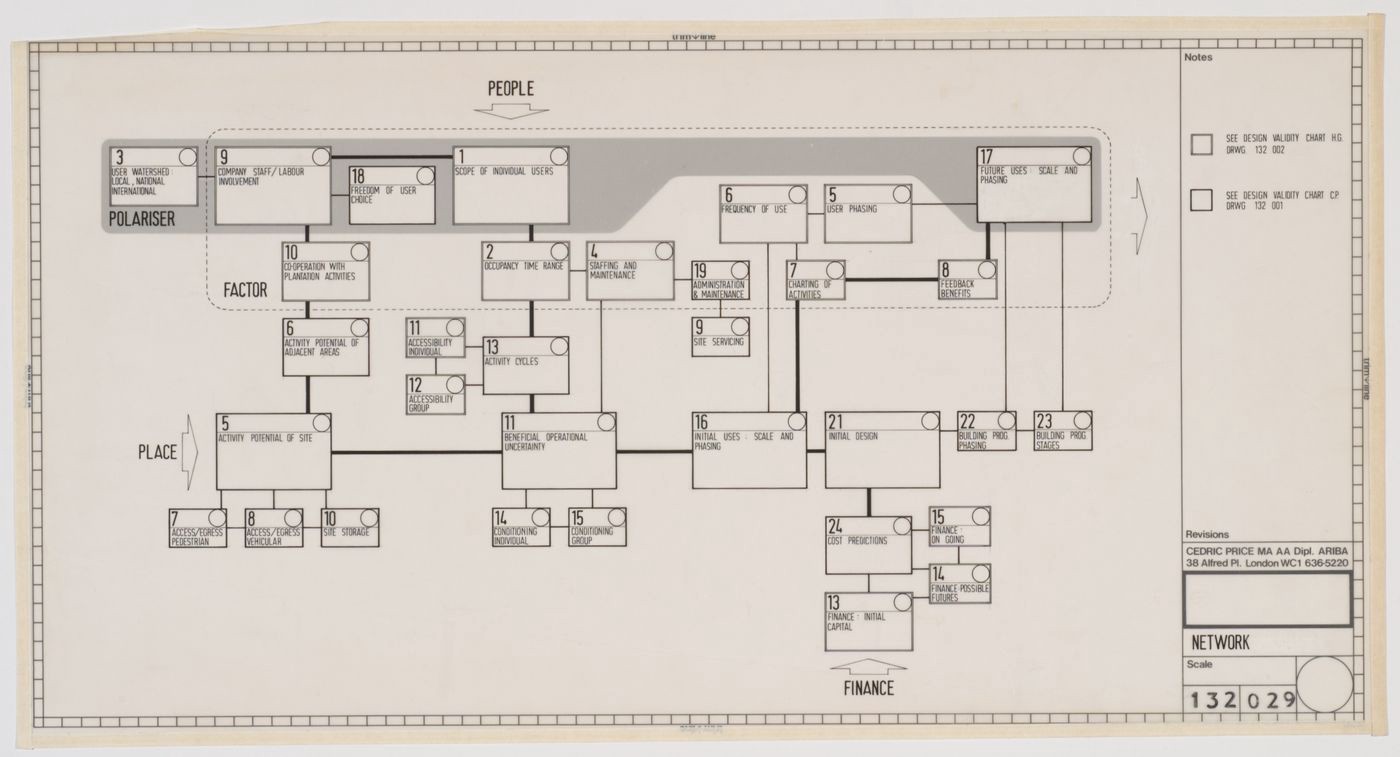 trim line
Notes
PEOPLE
SEE DESIGN VALIDITY CHART H.G.
DRWG. 132 002
SEE DESIGN VALIDITY CHART C.P.
DRWG 132 001
3
USER WATERSHED :
LOCAL, NATIONAL
INTERNATIONAL
9
COMPANY STAFF/LABOUR
INVOLVEMENT
18
FREEDOM OF USER
CHOICE
1
SCOPE OF INDIVIDUAL USERS
17
FUTURE USES : SCALE AND
PHASING
POLARISER
6
FREQUENCY OF USE
5
USER PHASING
10
CO-OPERATION WITH
PLANTATION ACTIVITIES
2
OCCUPANCY TIME RANGE
4
STAFFING AND
MAINTENANCE
19
ADMINISTRATION
& MAINTENANCE
7
CHARTING OF
ACTIVITIES
8
FEEDBACK
BENEFITS
FACTOR
6
ACTIVITY POTENTIAL OF
ADJACENT AREAS
11
ACCESSIBILITY
INDIVIDUAL
13
ACTIVITY CYCLES
9
SITE SERVICING
12
ACCESSIBILITY
GROUP
PLACE
5
ACTIVITY POTENTIAL OF SITE
11
BENEFICIAL OPERATIONAL
UNCERTAINTY
16
INITIAL USES : SCALE AND
PHASING
21
INITIAL DESIGN
22
BUILDING PROG.
PHASING
23
BUILDING PROG.
STAGES
7
ACCESS/EGRESS
PEDESTRIAN
8
ACCESS/EGRESS
VEHICULAR
10
SITE STORAGE
14
CONDITIONING
INDIVIDUAL
15
CONDITIONING
GROUP
24
COST PREDICTIONS
15
FINANCE :
ON GOING
14
FINANCE:POSSIBLE
FUTURES
13
FINANCE : INITIAL
CAPITAL
FINANCE
Revisions
CEDRIC PRICE MA AA Dipl. ARIBA
38 Alfred Pl. London WC1 636-5220
NETWORK
Scale
132 029